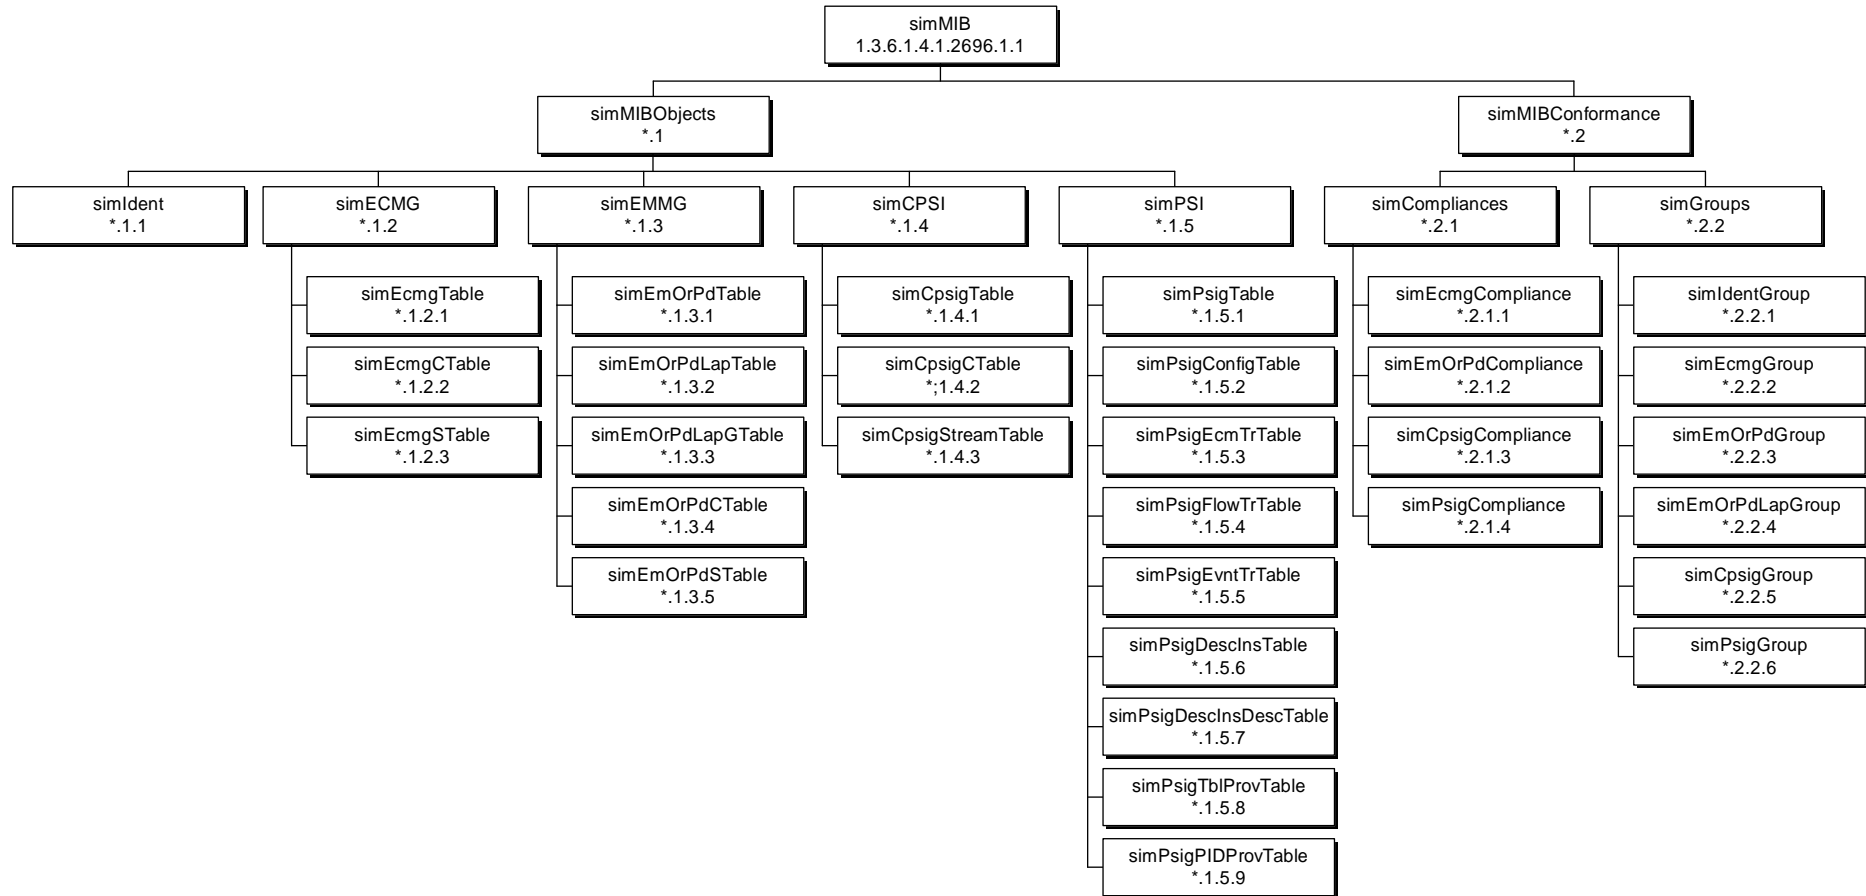 simMIB
1.3.6.1.4.1.2696.1.1
simMIBObjects
*.1
simMIBConformance
*.2
simIdent
*.1.1
simECMG
*.1.2
simEMMG
*.1.3
simCPSI
*.1.4
simPSI
*.1.5
simCompliances
*.2.1
simGroups
*.2.2
simEcmgTable
*.1.2.1
simEcmgCTable
*.1.2.2
simEcmgSTable
*.1.2.3
simEmOrPdTable
*.1.3.1
simEmOrPdLapTable
*.1.3.2
simEmOrPdLapGTable
*.1.3.3
simEmOrPdCTable
*.1.3.4
simEmOrPdSTable
*.1.3.5
simCpsigTable
*.1.4.1
simCpsigCTable
*;1.4.2
simCpsigStreamTable
*.1.4.3
simPsigTable
*.1.5.1
simPsigConfigTable
*.1.5.2
simPsigEcmTrTable
*.1.5.3
simPsigFlowTrTable
*.1.5.4
simPsigEvntTrTable
*.1.5.5
simPsigDescInsTable
*.1.5.6
simPsigDescInsDescTable
*.1.5.7
simPsigTblProvTable
*.1.5.8
simPsigPIDProvTable
*.1.5.9
simEcmgCompliance
*.2.1.1
simEmOrPdCompliance
*.2.1.2
simCpsigCompliance
*.2.1.3
simPsigCompliance
*.2.1.4
simIdentGroup
*.2.2.1
simEcmgGroup
*.2.2.2
simEmOrPdGroup
*.2.2.3
simEmOrPdLapGroup
*.2.2.4
simCpsigGroup
*.2.2.5
simPsigGroup
*.2.2.6